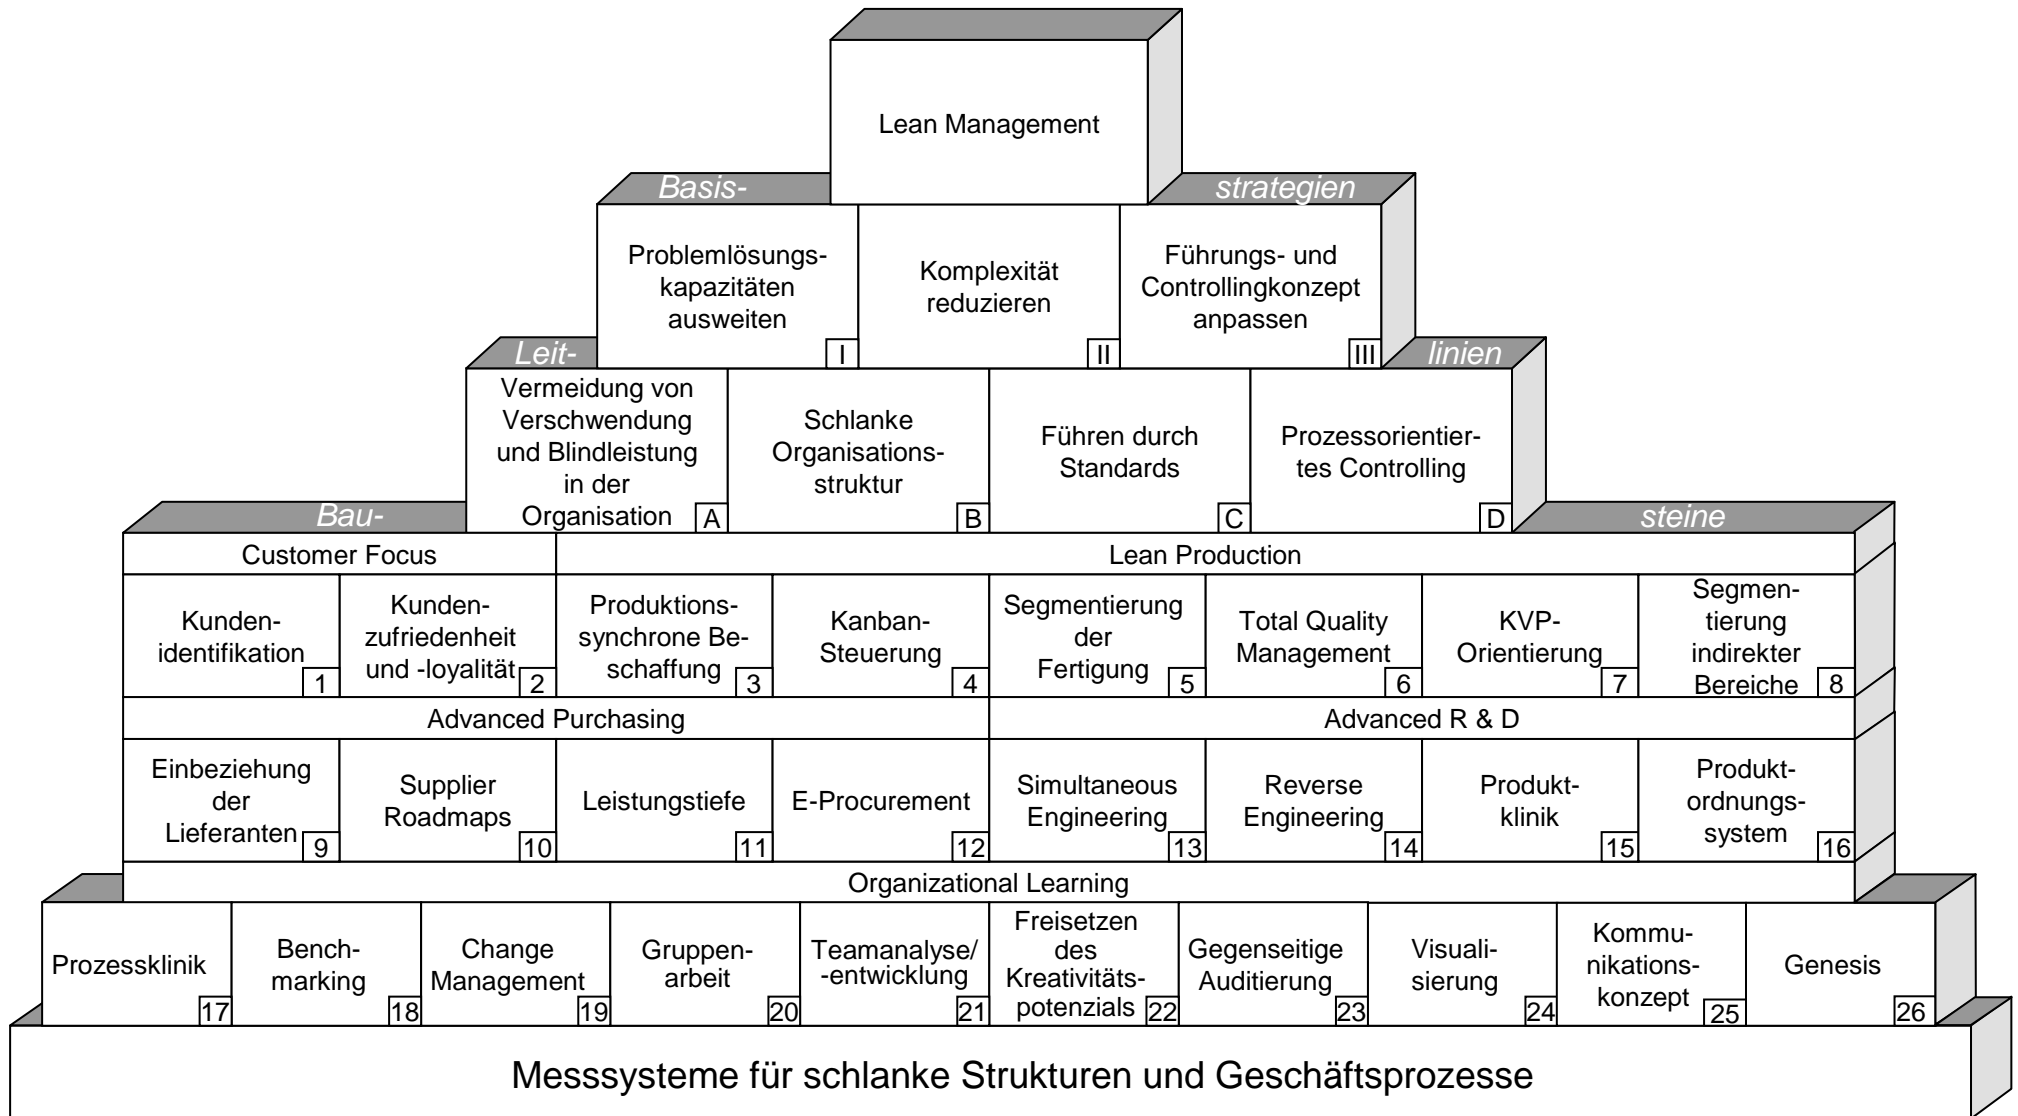 Lean Management
Basis-
strategien
Problemlösungs-
kapazitäten
ausweiten
I
Komplexität
reduzieren
II
Führungs- und
Controllingkonzept
anpassen
III
Leit-
linien
Vermeidung von
Verschwendung
und Blindleistung
in der
Organisation
A
Schlanke
Organisations-
struktur
B
Führen durch
Standards
C
Prozessorientier-
tes Controlling
D
Bau-
steine
Customer Focus
Lean Production
Kunden-
identifikation
1
Kunden-
zufriedenheit
und -loyalität
2
Produktions-
synchrone Be-
schaffung
3
Kanban-
Steuerung
4
Segmentierung
der
Fertigung
5
Total Quality
Management
6
KVP-
Orientierung
7
Segmen-
tierung
indirekter
Bereiche
8
Advanced Purchasing
Advanced R & D
Einbeziehung
der
Lieferanten
9
Supplier
Roadmaps
10
Leistungstiefe
11
E-Procurement
12
Simultaneous
Engineering
13
Reverse
Engineering
14
Produkt-
klinik
15
Produkt-
ordnungs-
system
16
Organizational Learning
Prozessklinik
17
Bench-
marking
18
Change
Management
19
Gruppen-
arbeit
20
Teamanalyse/
-entwicklung
21
Freisetzen
des
Kreativitäts-
potenzials
22
Gegenseitige
Auditierung
23
Visuali-
sierung
24
Kommu-
nikations-
konzept
25
Genesis
26
Messsysteme für schlanke Strukturen und Geschäftsprozesse